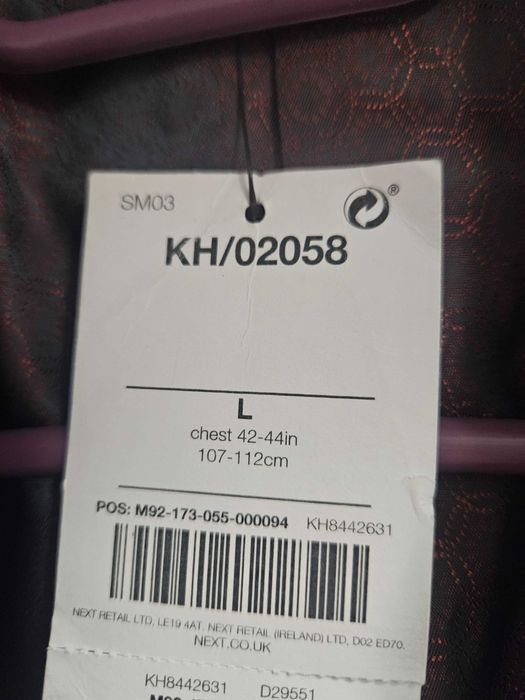 SM03
®
KH/02058
L
chest 42-44in
107-112cm
POS: M92-173-055-000094 KH8442631
NEXT RETAIL LTD, LE19 4AT. NEXT RETAIL (IRELAND) LTD, D02 ED70.
NEXT.CO.UK
KH8442631 D29551